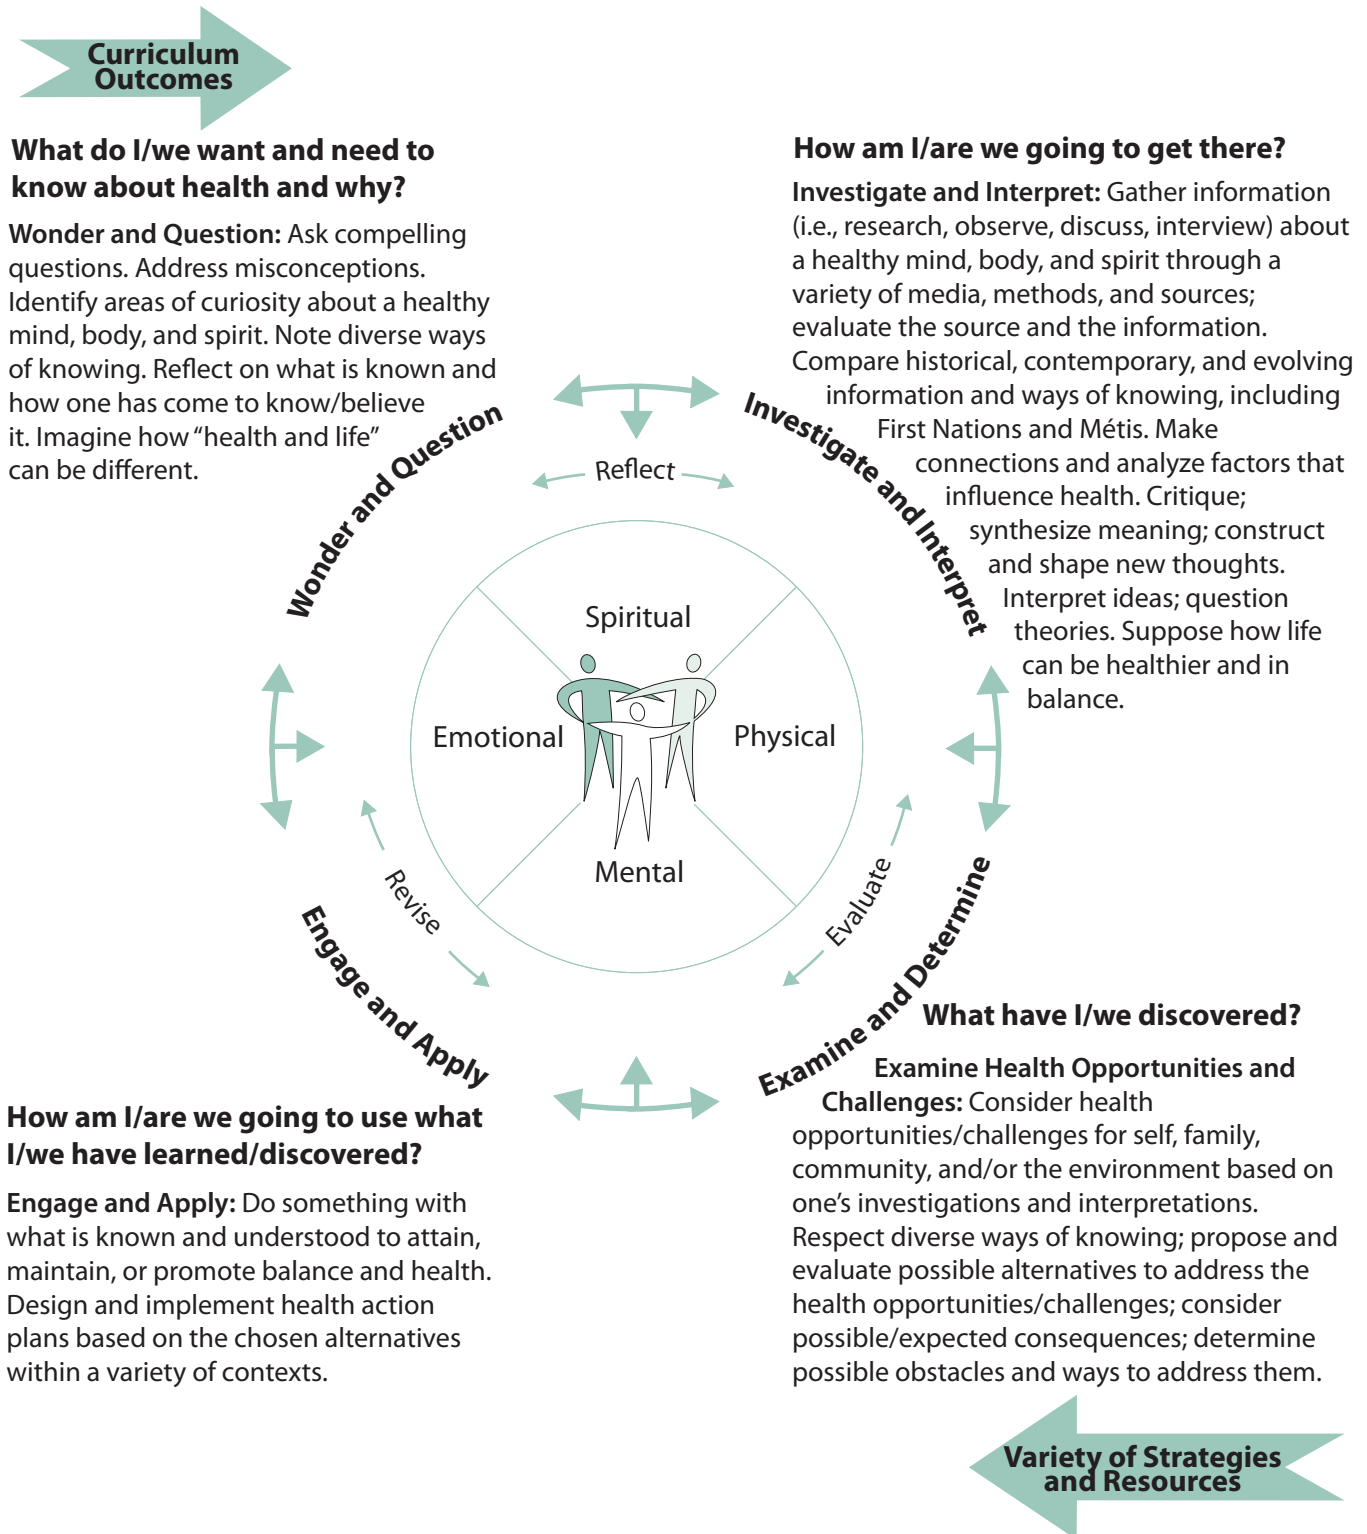 Curriculum
Outcomes
What do I/we want and need to
know about health and why?
Wonder and Question: Ask compelling
questions. Address misconceptions.
Identify areas of curiosity about a healthy
mind, body, and spirit. Note diverse ways
of knowing. Reflect on what is known and
how one has come to know/believe
it. Imagine how “health and life”
can be different.
How am I/are we going to get there?
Investigate and Interpret: Gather information
(i.e., research, observe, discuss, interview) about
a healthy mind, body, and spirit through a
variety of media, methods, and sources;
evaluate the source and the information.
Compare historical, contemporary, and evolving
information and ways of knowing, including
First Nations and Métis. Make
connections and analyze factors that
influence health. Critique;
synthesize meaning; construct
and shape new thoughts.
Interpret ideas; question
theories. Suppose how life
can be healthier and in
balance.
Wonder and Question
Investigate and Interpret
Reflect
Spiritual
Emotional
Physical
Mental
Revise
Evaluate
Engage and Apply
Examine and Determine
How am I/are we going to use what
I/we have learned/discovered?
Engage and Apply: Do something with
what is known and understood to attain,
maintain, or promote balance and health.
Design and implement health action
plans based on the chosen alternatives
within a variety of contexts.
What have I/we discovered?
Examine Health Opportunities and
Challenges: Consider health
opportunities/challenges for self, family,
community, and/or the environment based on
one’s investigations and interpretations.
Respect diverse ways of knowing; propose and
evaluate possible alternatives to address the
health opportunities/challenges; consider
possible/expected consequences; determine
possible obstacles and ways to address them.
Variety of Strategies
and Resources